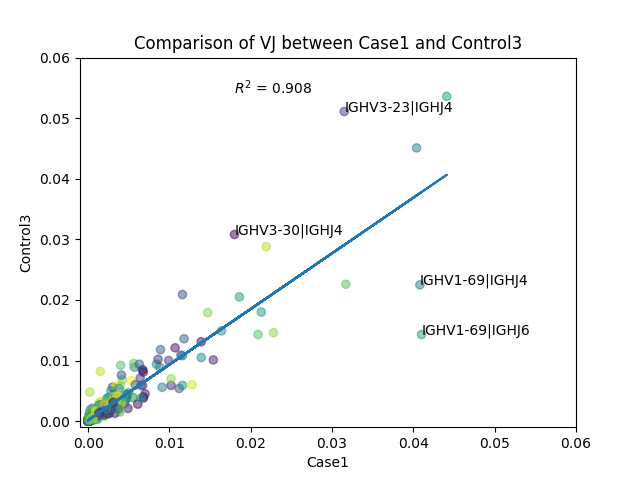 Comparison of VJ between Case1 and Control3
0.06
0.05
0.04
0.03
0.02
0.01
0.00
Control3
R² = 0.908
IGHV3-23|IGHJ4
IGHV3-30|IGHJ4
IGHV1-69|IGHJ4
IGHV1-69|IGHJ6
0.00 0.01 0.02 0.03 0.04 0.05 0.06
Case1